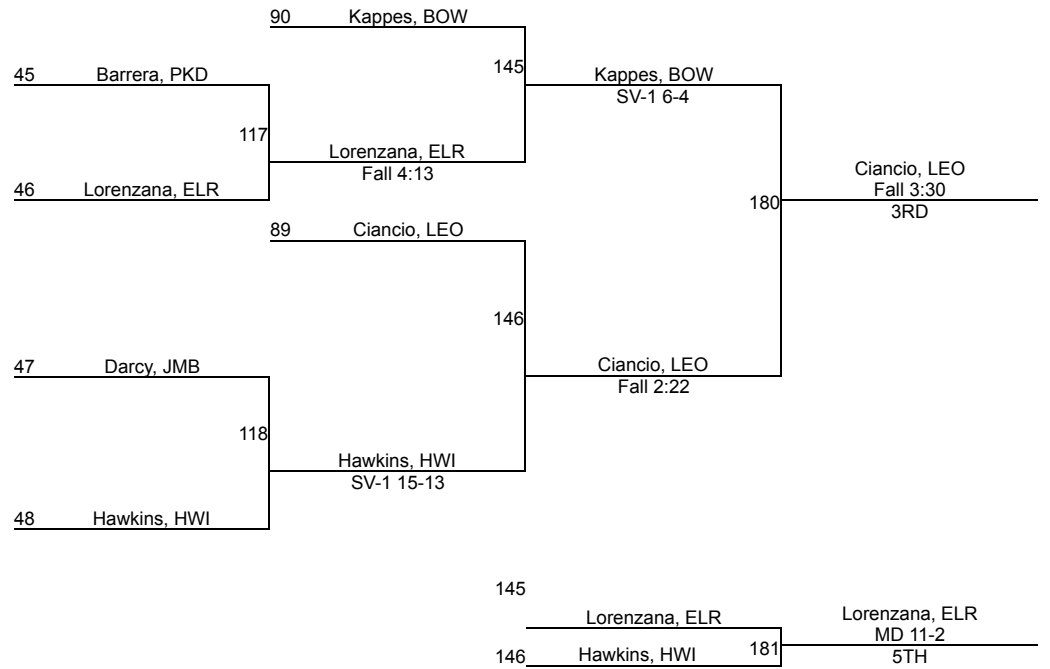 90 Kappes, BOW
145
45 Barrera, PKD
Kappes, BOW
SV-1 6-4
117
Lorenzana, ELR
Fall 4:13
46 Lorenzana, ELR
Ciancio, LEO
Fall 3:30
3RD
180
89 Ciancio, LEO
146
47 Darcy, JMB
Ciancio, LEO
Fall 2:22
118
Hawkins, HWI
SV-1 15-13
48 Hawkins, HWI
145
Lorenzana, ELR
Lorenzana, ELR
MD 11-2
5TH
146 Hawkins, HWI
181